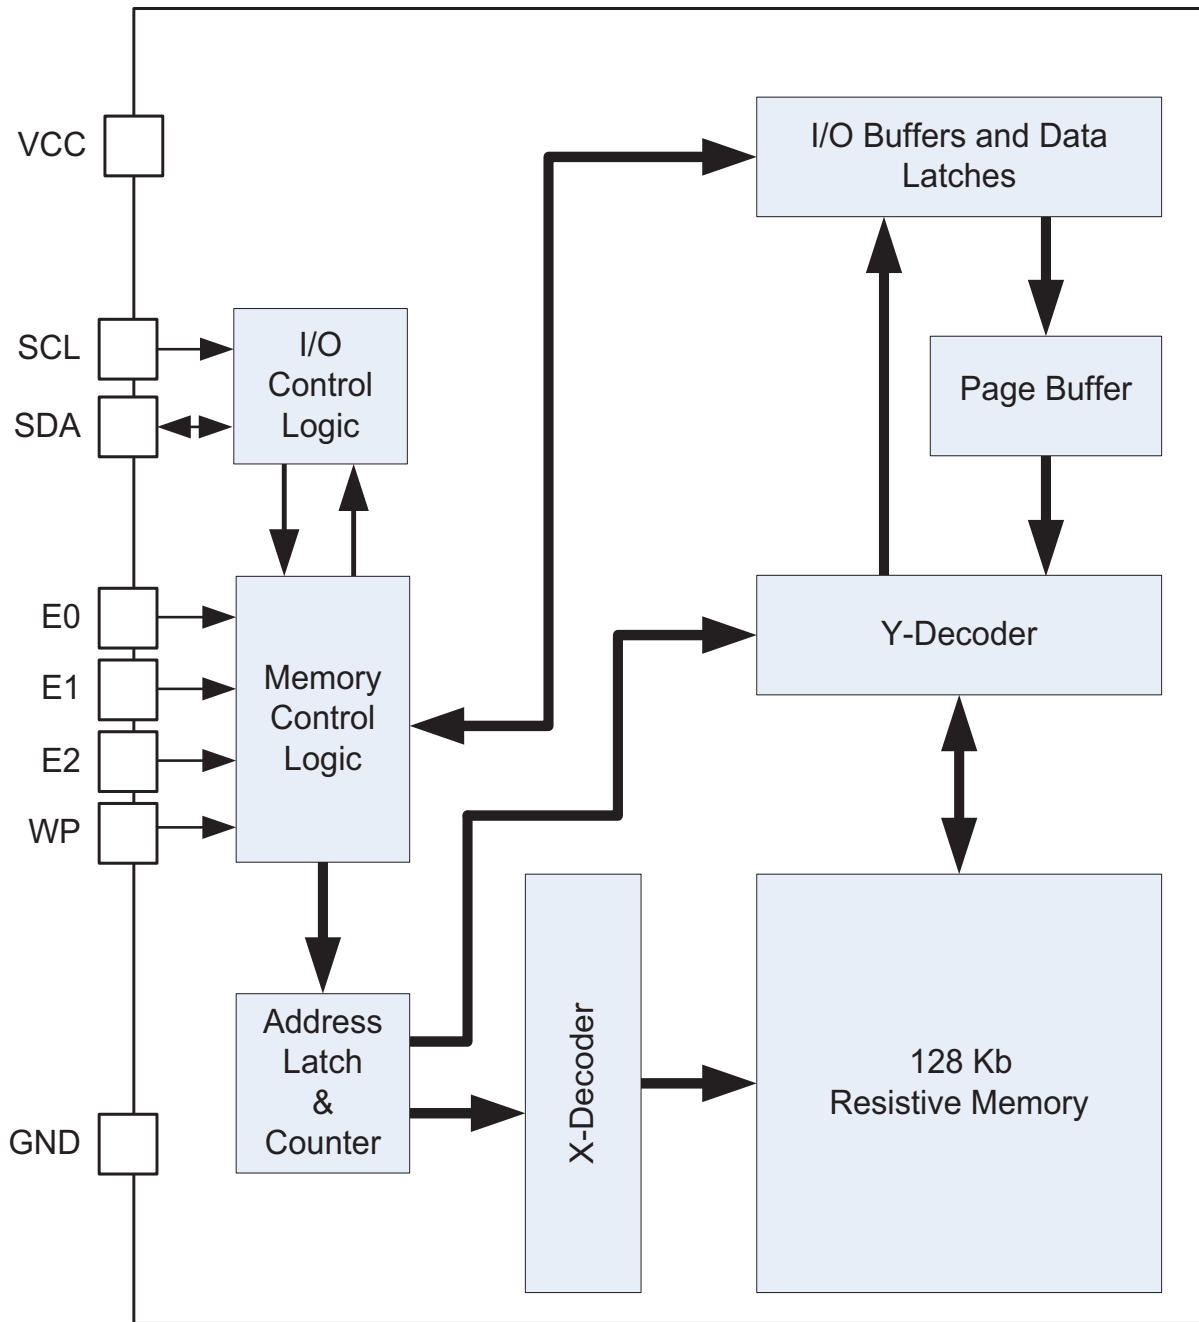 VCC
I/O Buffers and Data
Latches
SCL
I/O
Control
Logic
SDA
Page Buffer
E0
E1
E2
WP
Memory
Control
Logic
Y-Decoder
Address
Latch
&
Counter
X-Decoder
128 Kb
Resistive Memory
GND